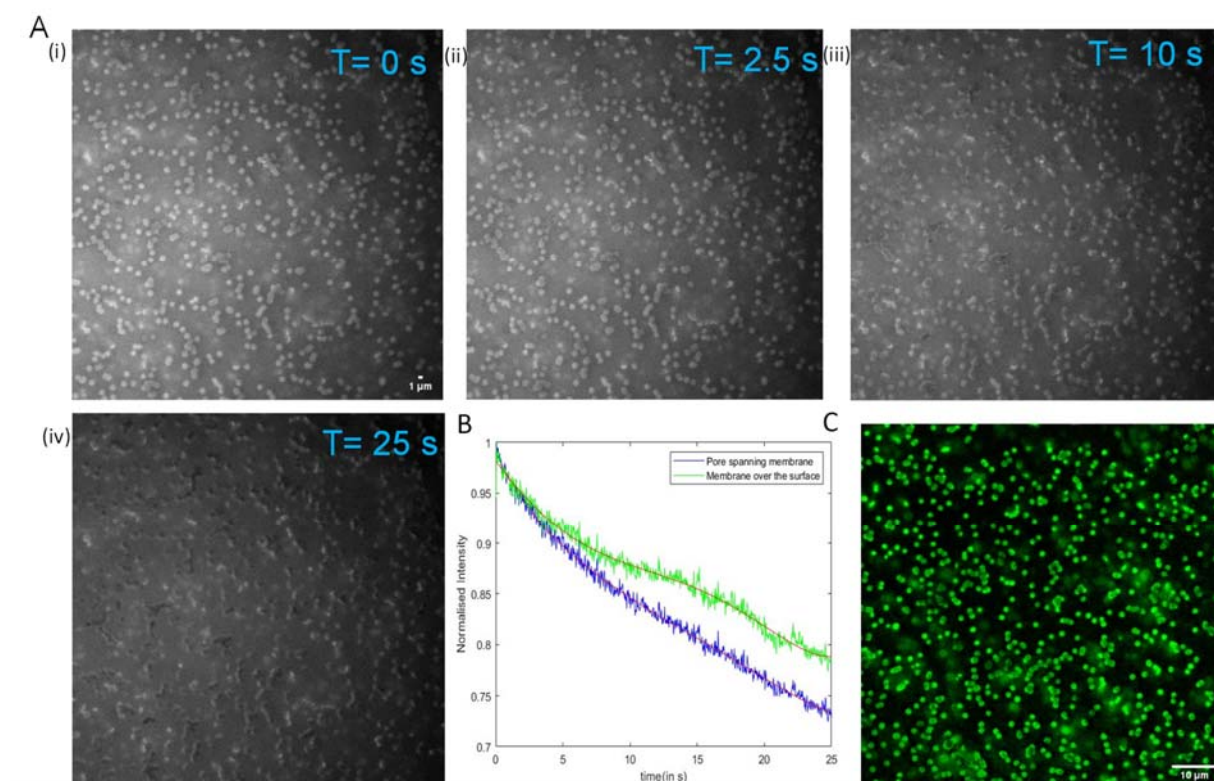 A
(i)
T= 0 s
1 µm
(ii)
T= 2.5 s
(iii)
T= 10 s
(iv)
T= 25 s
B
Normalised Intensity
1
0.95
0.9
0.85
0.8
0.75
0.7
0
5
10
15
20
25
time(in s)
Pore spanning membrane
Membrane over the surface
C
10 µm